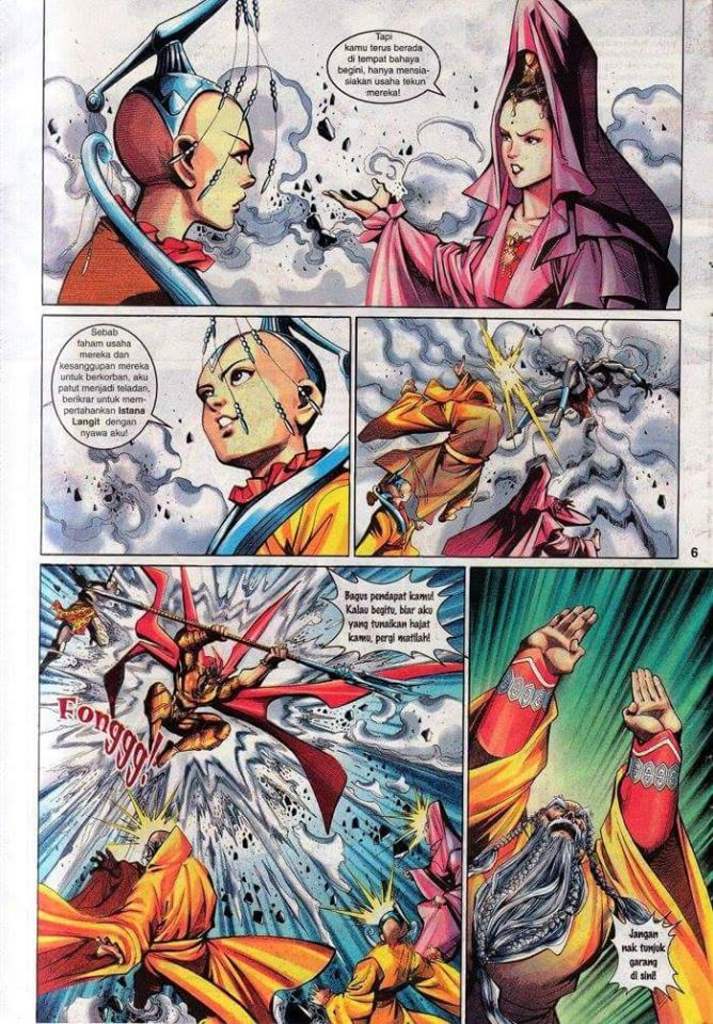 Tapi
kamu terus berada
di tempat bahaya
begini, hanya mensia-
siakan usaha tekun
mereka!
Sebab
faham usaha
mereka dan
kesanggupan mereka
untuk berkorban, aku
patut menjadi teladan,
berikrar untuk mem-
pertahankan Istana
Langit dengan
nyawa aku!
6
Bagus pendapat kamu!
Kalau begitu, biar aku
yang tunaikan hajat
kamu, pergi matilah!
Fonggg!
Jangan
nak tunjuk
garang
di sini!